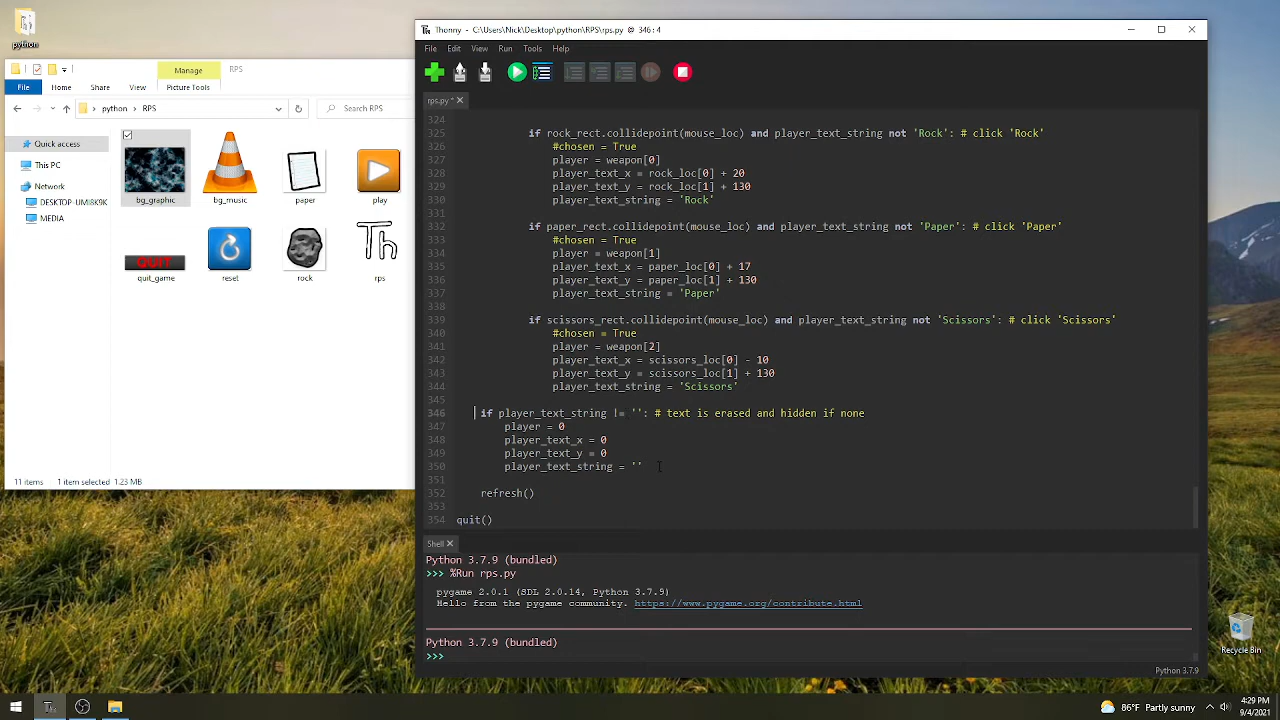 python
Thonny - C:\Users\Nick\Desktop\python\RPS\rps.py @ 346:4
File Edit View Run Tools Help
Manage RPS
File Home Share View Picture Tools
python RPS Search RPS
Quick access
This PC
Network
DESKTOP-UMI8K9K
MEDIA
bg_graphic bg_music paper play
QUIT
Th
quit_game reset rock rps
11 items 1 item selected 1.23 MB
rps.py *
324
325 if rock_rect.collidepoint(mouse_loc) and player_text_string not 'Rock': # click 'Rock'
326 #chosen = True
327 player = weapon[0]
328 player_text_x = rock_loc[0] + 20
329 player_text_y = rock_loc[1] + 130
330 player_text_string = 'Rock'
331
332 if paper_rect.collidepoint(mouse_loc) and player_text_string not 'Paper': # click 'Paper'
333 #chosen = True
334 player = weapon[1]
335 player_text_x = paper_loc[0] + 17
336 player_text_y = paper_loc[1] + 130
337 player_text_string = 'Paper'
338
339 if scissors_rect.collidepoint(mouse_loc) and player_text_string not 'Scissors': # click 'Scissors'
340 #chosen = True
341 player = weapon[2]
342 player_text_x = scissors_loc[0] - 10
343 player_text_y = scissors_loc[1] + 130
344 player_text_string = 'Scissors'
345
346 if player_text_string != '': # text is erased and hidden if none
347 player = 0
348 player_text_x = 0
349 player_text_y = 0
350 player_text_string = ''
351
352 refresh()
353
354 quit()
Shell
Python 3.7.9 (bundled)
>>> %Run rps.py
pygame 2.0.1 (SDL 2.0.14, Python 3.7.9)
Hello from the pygame community. https://www.pygame.org/contribute.html
Python 3.7.9 (bundled)
>>>
Python 3.7.9
Recycle Bin
86°F Partly sunny
4:29 PM
9/4/2021